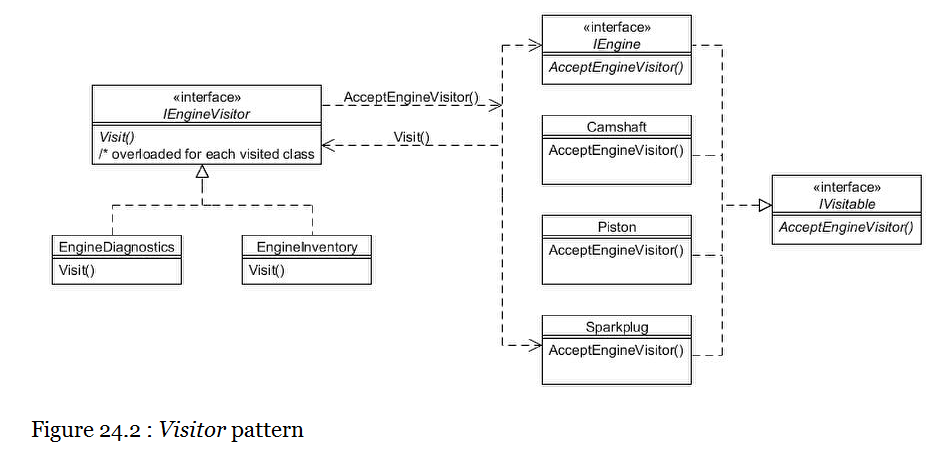 «interface»
IEngineVisitor
Visit()
/* overloaded for each visited class
AcceptEngineVisitor()
Visit()
EngineDiagnostics
Visit()
EngineInventory
Visit()
«interface»
IEngine
AcceptEngineVisitor()
Camshaft
AcceptEngineVisitor()
Piston
AcceptEngineVisitor()
Sparkplug
AcceptEngineVisitor()
«interface»
IVisitable
AcceptEngineVisitor()
Figure 24.2 : Visitor pattern